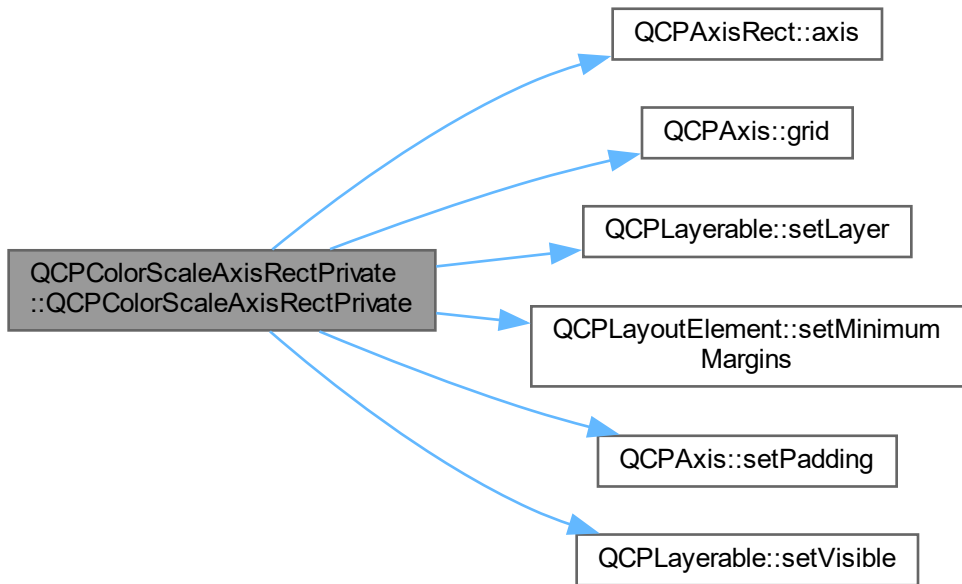 QCPAxisRect::axis
QCPAxis::grid
QCPLayerable::setLayer
QCPColorScaleAxisRectPrivate
::QCPColorScaleAxisRectPrivate
QCPLayoutElement::setMinimum
Margins
QCPAxis::setPadding
QCPLayerable::setVisible